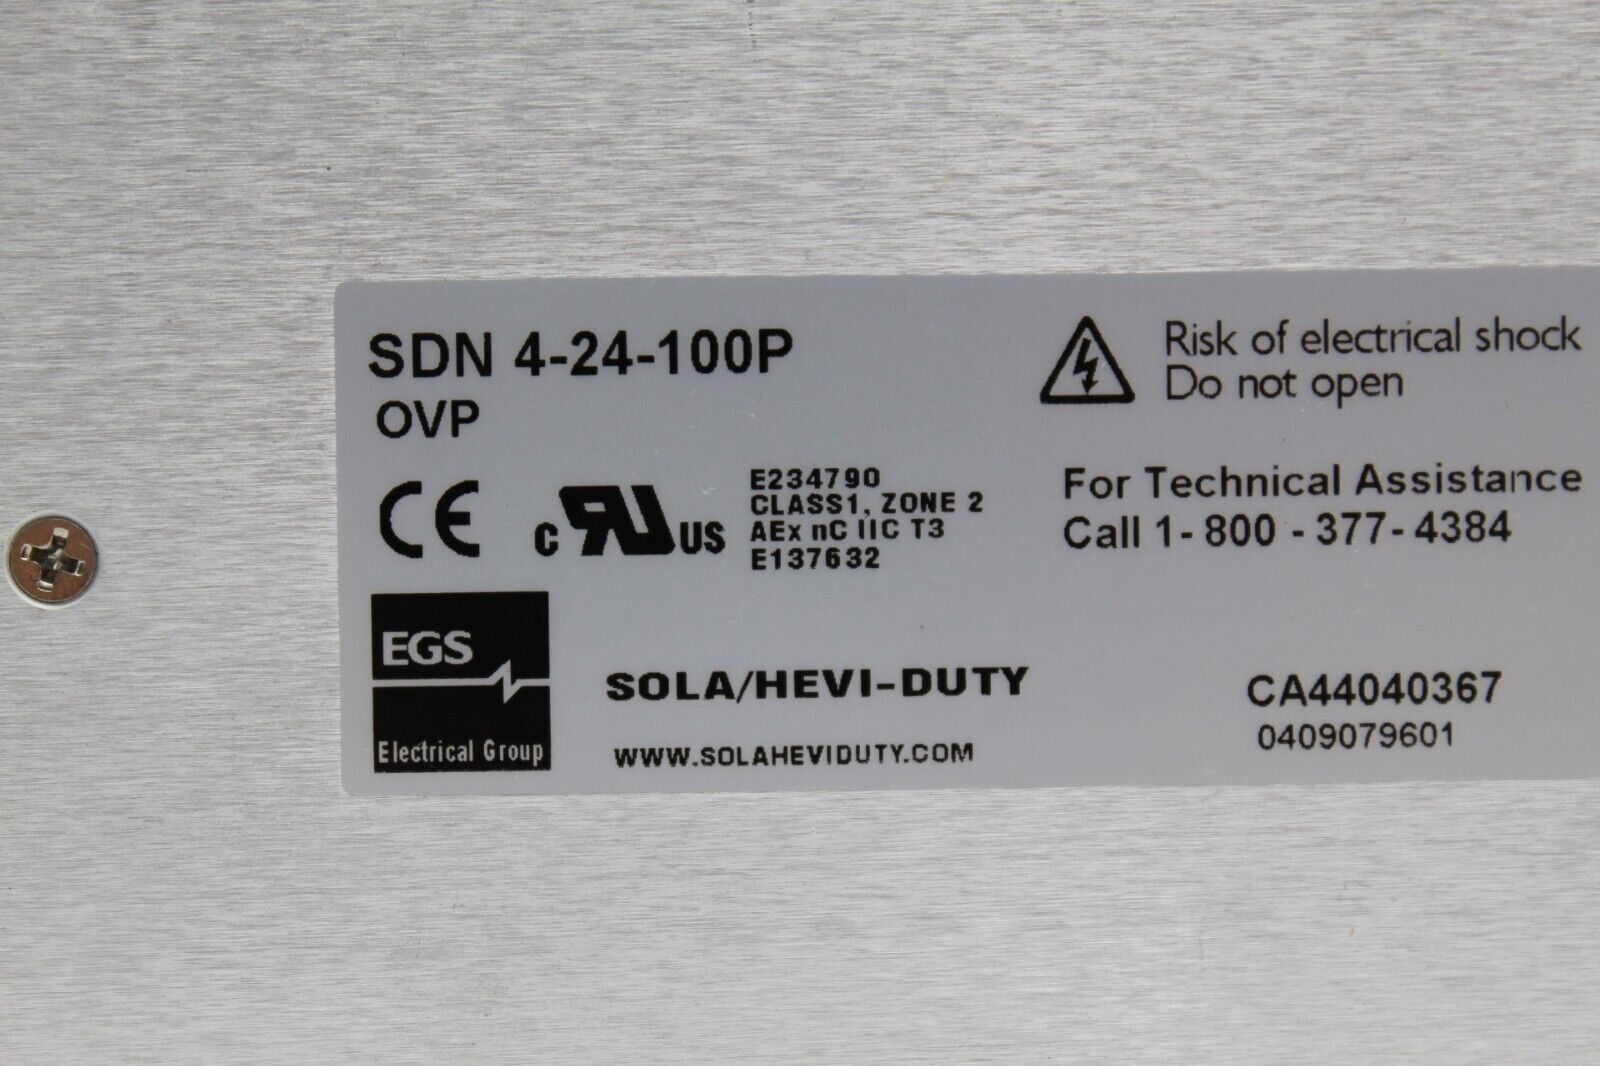 SDN 4-24-100P
OVP
Risk of electrical shock
Do not open
CE
c RU US
E234790
CLASS1, ZONE 2
AEx nC IIC T3
E137632
For Technical Assistance
Call 1-800-377-4384
EGS
Electrical Group
SOLA/HEVI-DUTY
WWW.SOLAHEVIDUTY.COM
CA44040367
0409079601